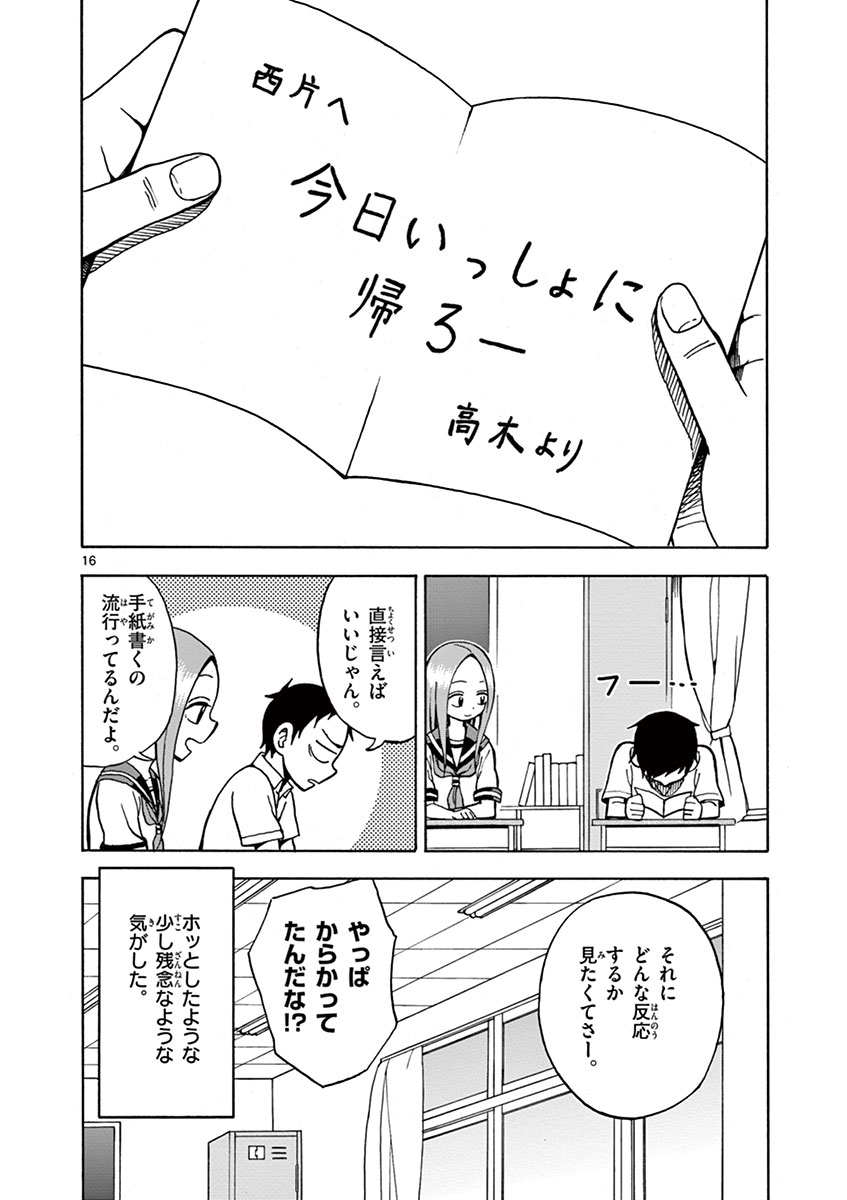 西片へ
今日いっしょに
帰ろー
高木より
16
フー…
直接言えば
いいじゃん。
手紙書くの
流行ってるんだよ。
それに
どんな反応
するか
見たくてさー。
やっぱ
からかって
たんだな!?
ホッとしたような
少し残念なような
気がした。